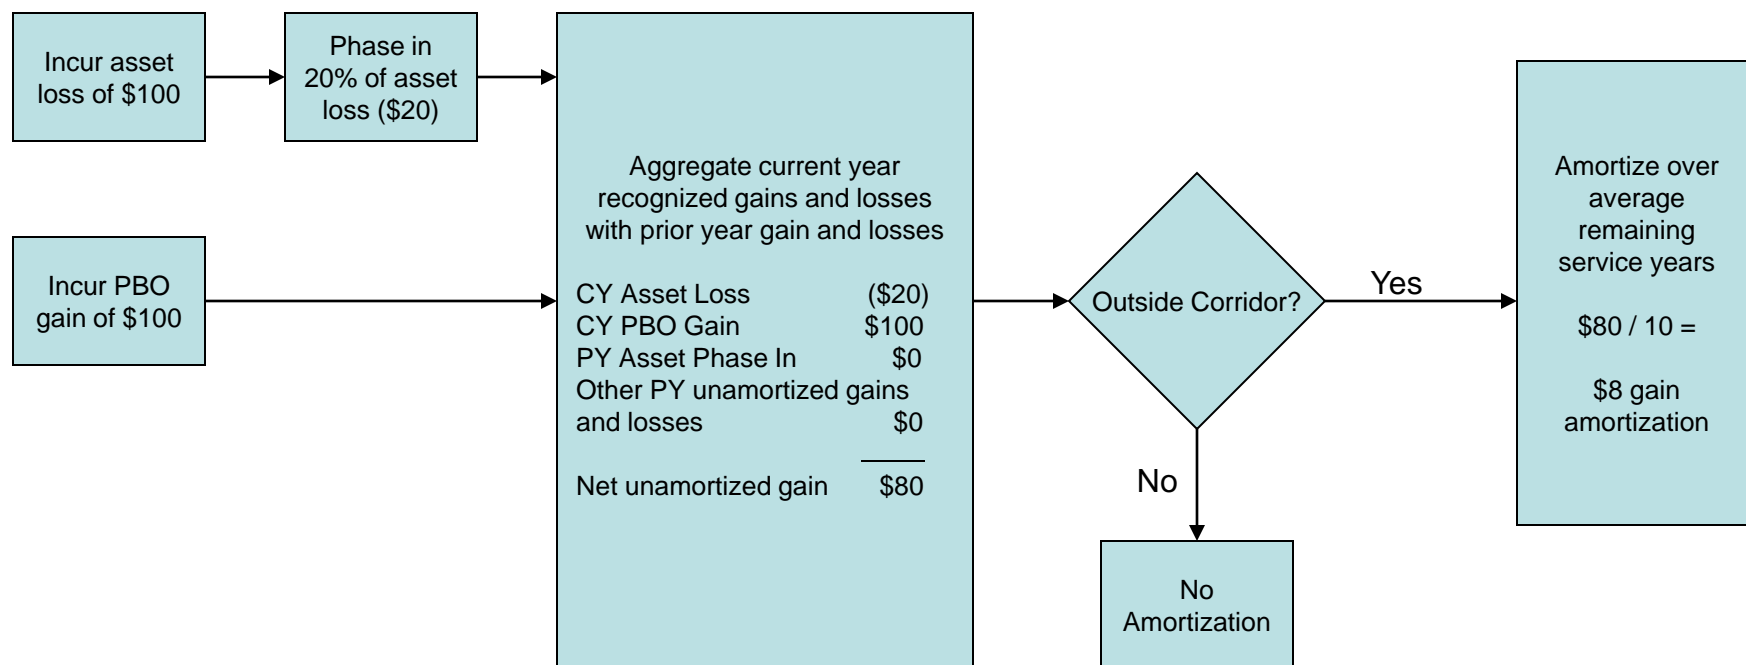 Incur asset
loss of $100
Phase in
20% of asset
loss ($20)
Incur PBO
gain of $100
Aggregate current year
recognized gains and losses
with prior year gain and losses
CY Asset Loss ($20)
CY PBO Gain $100
PY Asset Phase In $0
Other PY unamortized gains
and losses $0
Net unamortized gain $80
Outside Corridor?
Yes
No
No
Amortization
Amortize over
average
remaining
service years
$80 / 10 =
$8 gain
amortization